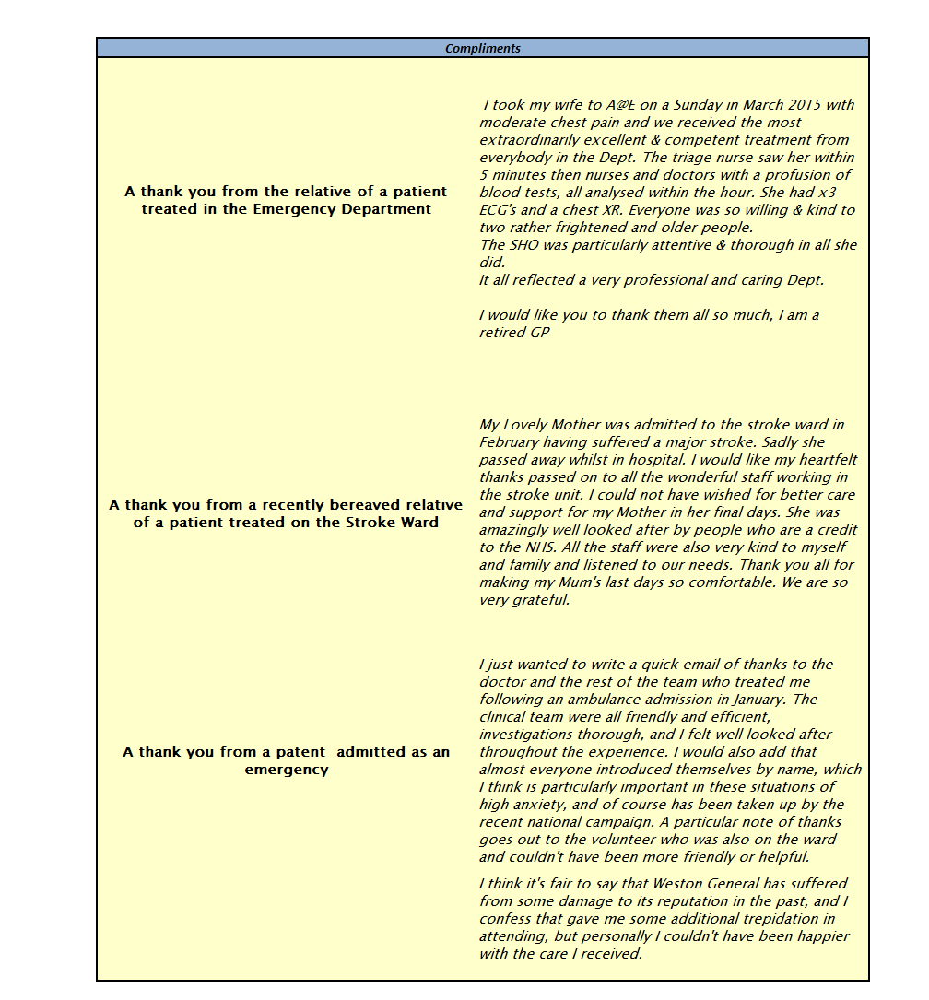 Compliments
A thank you from the relative of a patient
treated in the Emergency Department
I took my wife to A@E on a Sunday in March 2015 with
moderate chest pain and we received the most
extraordinarily excellent & competent treatment from
everybody in the Dept. The triage nurse saw her within
5 minutes then nurses and doctors with a profusion of
blood tests, all analysed within the hour. She had x3
ECG's and a chest XR. Everyone was so willing & kind to
two rather frightened and older people.
The SHO was particularly attentive & thorough in all she
did.
It all reflected a very professional and caring Dept.
I would like you to thank them all so much, I am a
retired GP
A thank you from a recently bereaved relative
of a patient treated on the Stroke Ward
My Lovely Mother was admitted to the stroke ward in
February having suffered a major stroke. Sadly she
passed away whilst in hospital. I would like my heartfelt
thanks passed on to all the wonderful staff working in
the stroke unit. I could not have wished for better care
and support for my Mother in her final days. She was
amazingly well looked after by people who are a credit
to the NHS. All the staff were also very kind to myself
and family and listened to our needs. Thank you all for
making my Mum's last days so comfortable. We are so
very grateful.
A thank you from a patent  admitted as an
emergency
I just wanted to write a quick email of thanks to the
doctor and the rest of the team who treated me
following an ambulance admission in January. The
clinical team were all friendly and efficient,
investigations thorough, and I felt well looked after
throughout the experience. I would also add that
almost everyone introduced themselves by name, which
I think is particularly important in these situations of
high anxiety, and of course has been taken up by the
recent national campaign. A particular note of thanks
goes out to the volunteer who was also on the ward
and couldn't have been more friendly or helpful.
I think it's fair to say that Weston General has suffered
from some damage to its reputation in the past, and I
confess that gave me some additional trepidation in
attending, but personally I couldn't have been happier
with the care I received.